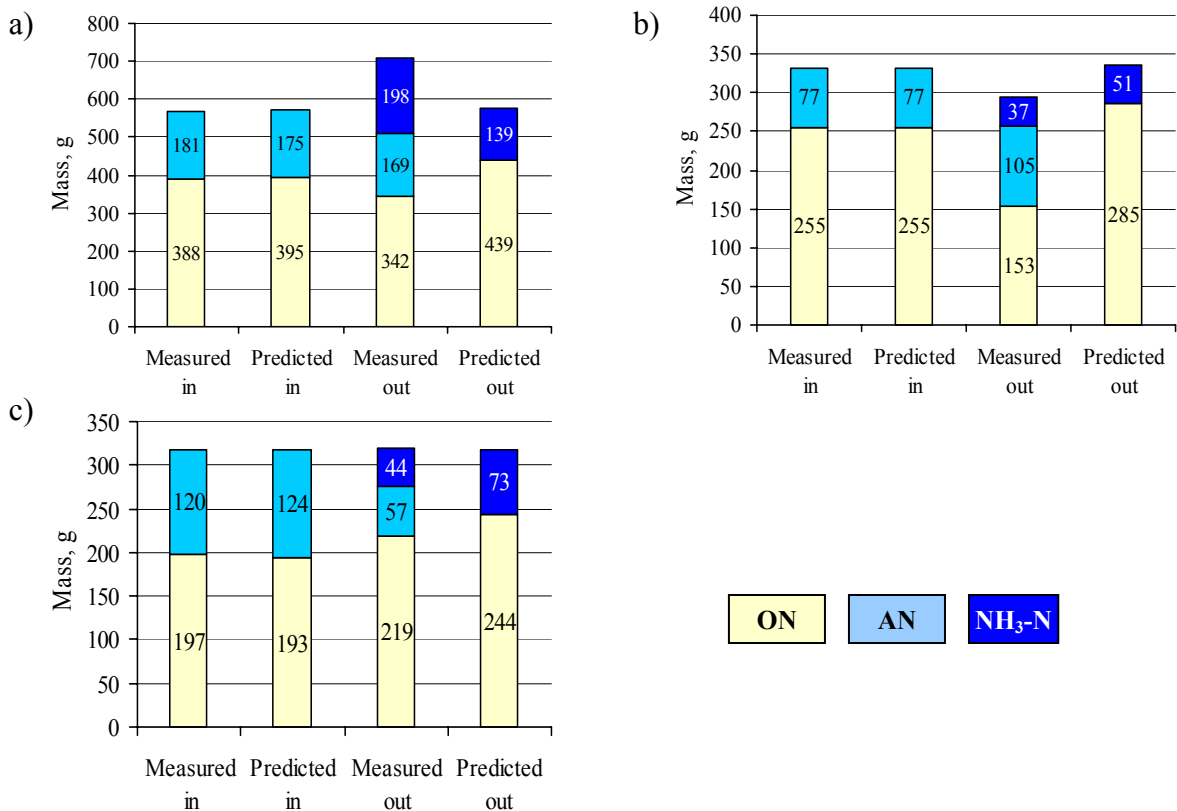 a)
Mass, g
800
700
600
500
400
300
200
100
0
181
388
175
395
198
169
342
139
439
Measured in
Predicted in
Measured out
Predicted out
b)
Mass, g
400
350
300
250
200
150
100
50
0
77
255
77
255
37
105
153
51
285
Measured in
Predicted in
Measured out
Predicted out
c)
Mass, g
350
300
250
200
150
100
50
0
120
197
124
193
44
57
219
73
244
Measured in
Predicted in
Measured out
Predicted out
ON
AN
NH₃-N